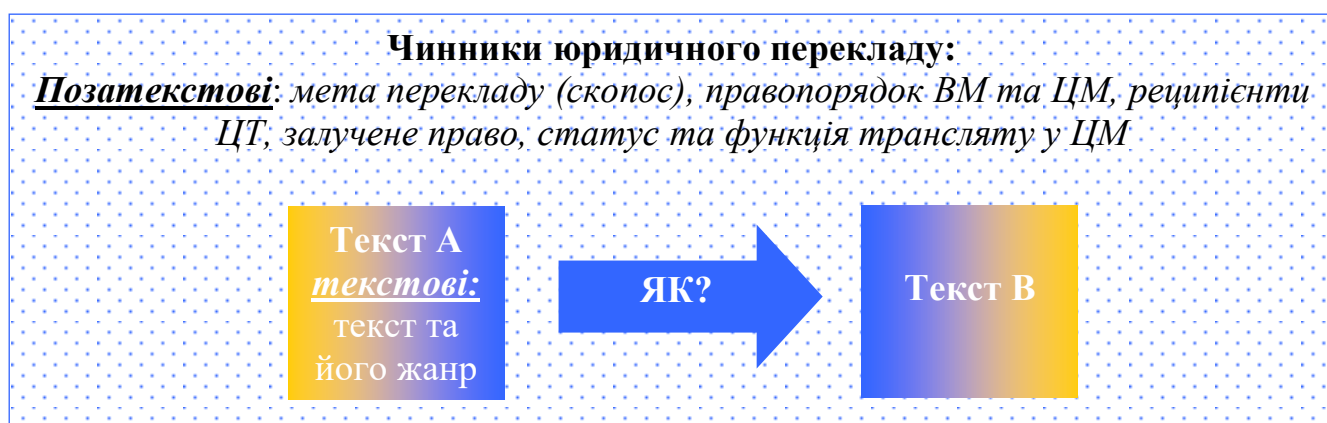 Чинники юридичного перекладу:
Позатекстові: мета перекладу (скопос), правопорядок ВМ та ЦМ, реципієнти
ЦТ, залучене право, статус та функція трансляту у ЦМ
Текст А
текстові:
текст та
його жанр
ЯК?
Текст В